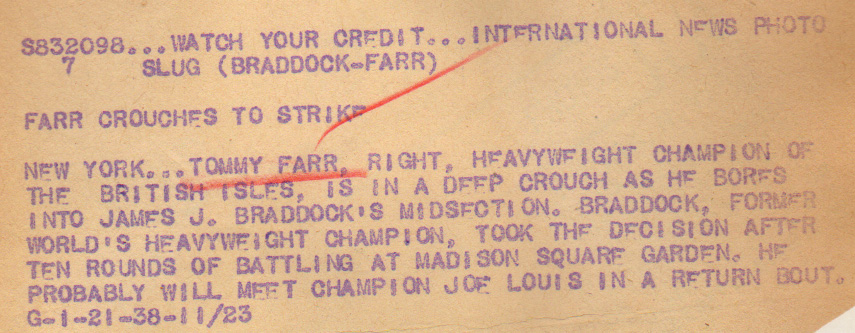 S832098...WATCH YOUR CREDIT...INTERNATIONAL NEWS PHOTO
7 SLUG (BRADDOCK-FARR)
FARR CROUCHES TO STRIKE
NEW YORK...TOMMY FARR, RIGHT, HEAVYWEIGHT CHAMPION OF
THE BRITISH ISLES, IS IN A DEEP CROUCH AS HE BORES
INTO JAMES J. BRADDOCK'S MIDSECTION. BRADDOCK, FORMER
WORLD'S HEAVYWEIGHT CHAMPION, TOOK THE DECISION AFTER
TEN ROUNDS OF BATTLING AT MADISON SQUARE GARDEN. HE
PROBABLY WILL MEET CHAMPION JOE LOUIS IN A RETURN BOUT.
G-1-21-38-11/23